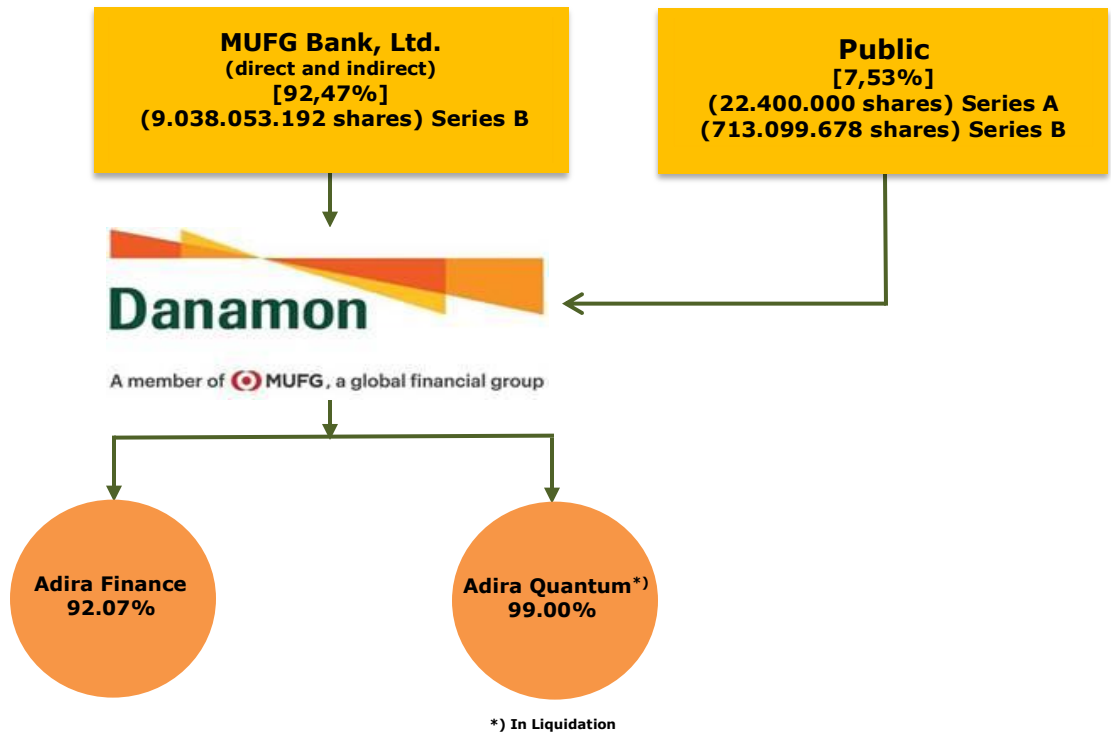 MUFG Bank, Ltd.
(direct and indirect)
[92,47%]
(9.038.053.192 shares) Series B
Public
[7,53%]
(22.400.000 shares) Series A
(713.099.678 shares) Series B
Danamon
A member of MUFG, a global financial group
Adira Finance
92.07%
Adira Quantum*)
99.00%
*) In Liquidation